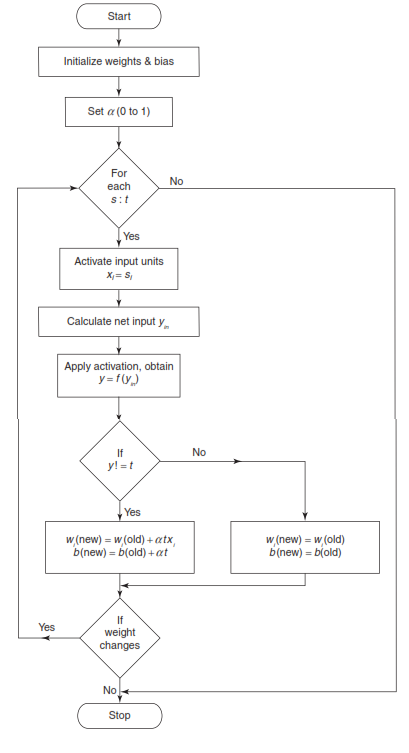 Start
Initialize weights & bias
Set α (0 to 1)
For
each
s : t
No
Yes
Activate input units
xᵢ = sᵢ
Calculate net input yᵢₙ
Apply activation, obtain
y = f (yᵢₙ)
If
y! = t
No
Yes
wᵢ(new) = wᵢ(old) + αtxᵢ
b(new) = b(old) + αt
wᵢ(new) = wᵢ(old)
b(new) = b(old)
If
weight
changes
Yes
No
Stop